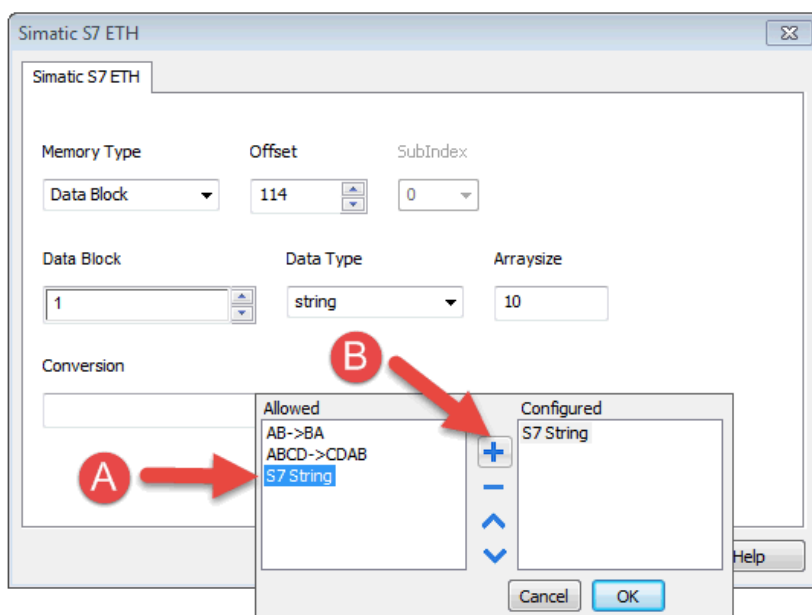 Simatic S7 ETH
Simatic S7 ETH
Memory Type Offset SubIndex
Data Block 114 0
Data Block Data Type Arraysize
1 string 10
Conversion
B
Allowed Configured
AB->BA S7 String
ABCD->CDAB
A S7 String
Help
Cancel OK